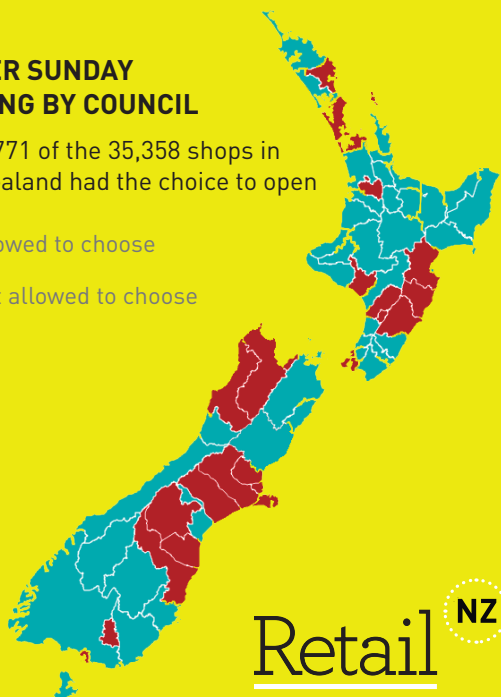 ER SUNDAY
NG BY COUNCIL
771 of the 35,358 shops in
ealand had the choice to open
owed to choose
t allowed to choose
Retail NZ